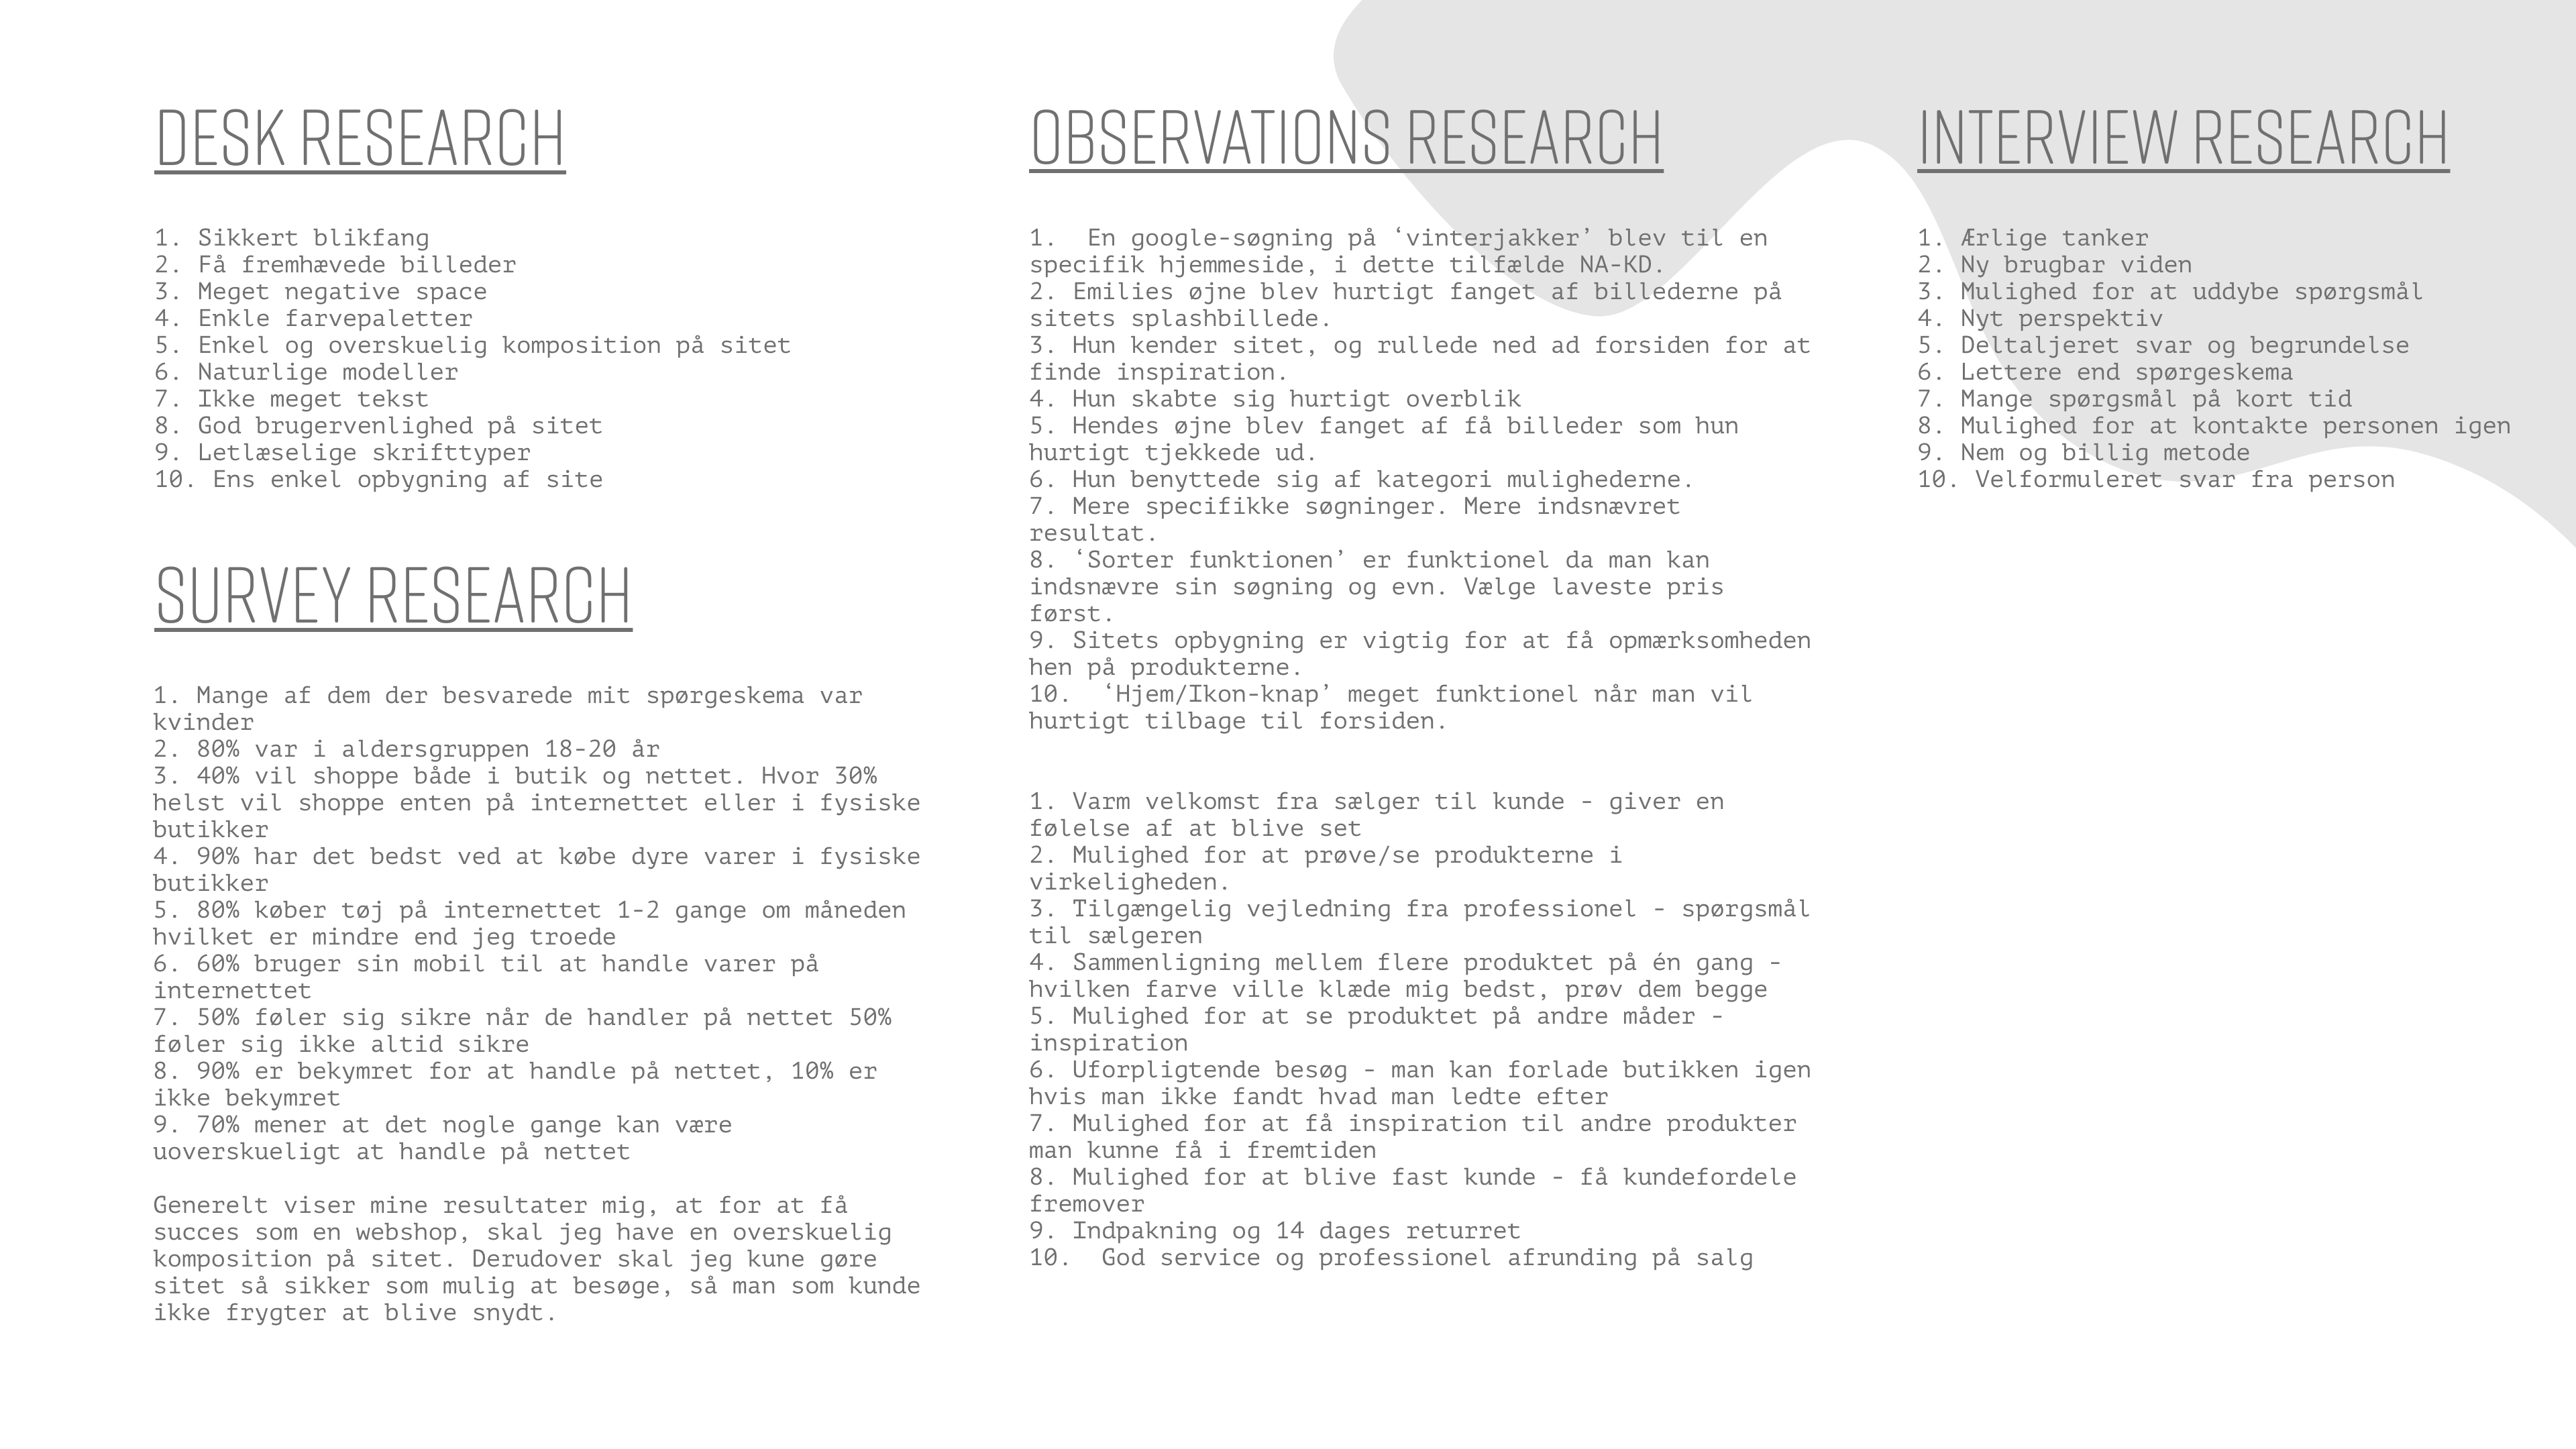 DESK RESEARCH
1. Sikkert blikfang
2. Få fremhævede billeder
3. Meget negative space
4. Enkle farvepaletter
5. Enkel og overskuelig komposition på sitet
6. Naturlige modeller
7. Ikke meget tekst
8. God brugervenlighed på sitet
9. Letlæselige skrifttyper
10. Ens enkel opbygning af site
SURVEY RESEARCH
1. Mange af dem der besvarede mit spørgeskema var
kvinder
2. 80% var i aldersgruppen 18-20 år
3. 40% vil shoppe både i butik og nettet. Hvor 30%
helst vil shoppe enten på internettet eller i fysiske
butikker
4. 90% har det bedst ved at købe dyre varer i fysiske
butikker
5. 80% køber tøj på internettet 1-2 gange om måneden
hvilket er mindre end jeg troede
6. 60% bruger sin mobil til at handle varer på
internettet
7. 50% føler sig sikre når de handler på nettet 50%
føler sig ikke altid sikre
8. 90% er bekymret for at handle på nettet, 10% er
ikke bekymret
9. 70% mener at det nogle gange kan være
uoverskueligt at handle på nettet
Generelt viser mine resultater mig, at for at få
succes som en webshop, skal jeg have en overskuelig
komposition på sitet. Derudover skal jeg kune gøre
sitet så sikker som mulig at besøge, så man som kunde
ikke frygter at blive snydt.
OBSERVATIONS RESEARCH
1.  En google-søgning på ‘vinterjakker’ blev til en
specifik hjemmeside, i dette tilfælde NA-KD.
2. Emilies øjne blev hurtigt fanget af billederne på
sitets splashbillede.
3. Hun kender sitet, og rullede ned ad forsiden for at
finde inspiration.
4. Hun skabte sig hurtigt overblik
5. Hendes øjne blev fanget af få billeder som hun
hurtigt tjekkede ud.
6. Hun benyttede sig af kategori mulighederne.
7. Mere specifikke søgninger. Mere indsnævret
resultat.
8. ‘Sorter funktionen’ er funktionel da man kan
indsnævre sin søgning og evn. Vælge laveste pris
først.
9. Sitets opbygning er vigtig for at få opmærksomheden
hen på produkterne.
10.  ‘Hjem/Ikon-knap’ meget funktionel når man vil
hurtigt tilbage til forsiden.
1. Varm velkomst fra sælger til kunde - giver en
følelse af at blive set
2. Mulighed for at prøve/se produkterne i
virkeligheden.
3. Tilgængelig vejledning fra professionel - spørgsmål
til sælgeren
4. Sammenligning mellem flere produktet på én gang -
hvilken farve ville klæde mig bedst, prøv dem begge
5. Mulighed for at se produktet på andre måder -
inspiration
6. Uforpligtende besøg - man kan forlade butikken igen
hvis man ikke fandt hvad man ledte efter
7. Mulighed for at få inspiration til andre produkter
man kunne få i fremtiden
8. Mulighed for at blive fast kunde - få kundefordele
fremover
9. Indpakning og 14 dages returret
10.  God service og professionel afrunding på salg
INTERVIEW RESEARCH
1. Ærlige tanker
2. Ny brugbar viden
3. Mulighed for at uddybe spørgsmål
4. Nyt perspektiv
5. Deltaljeret svar og begrundelse
6. Lettere end spørgeskema
7. Mange spørgsmål på kort tid
8. Mulighed for at kontakte personen igen
9. Nem og billig metode
10. Velformuleret svar fra person